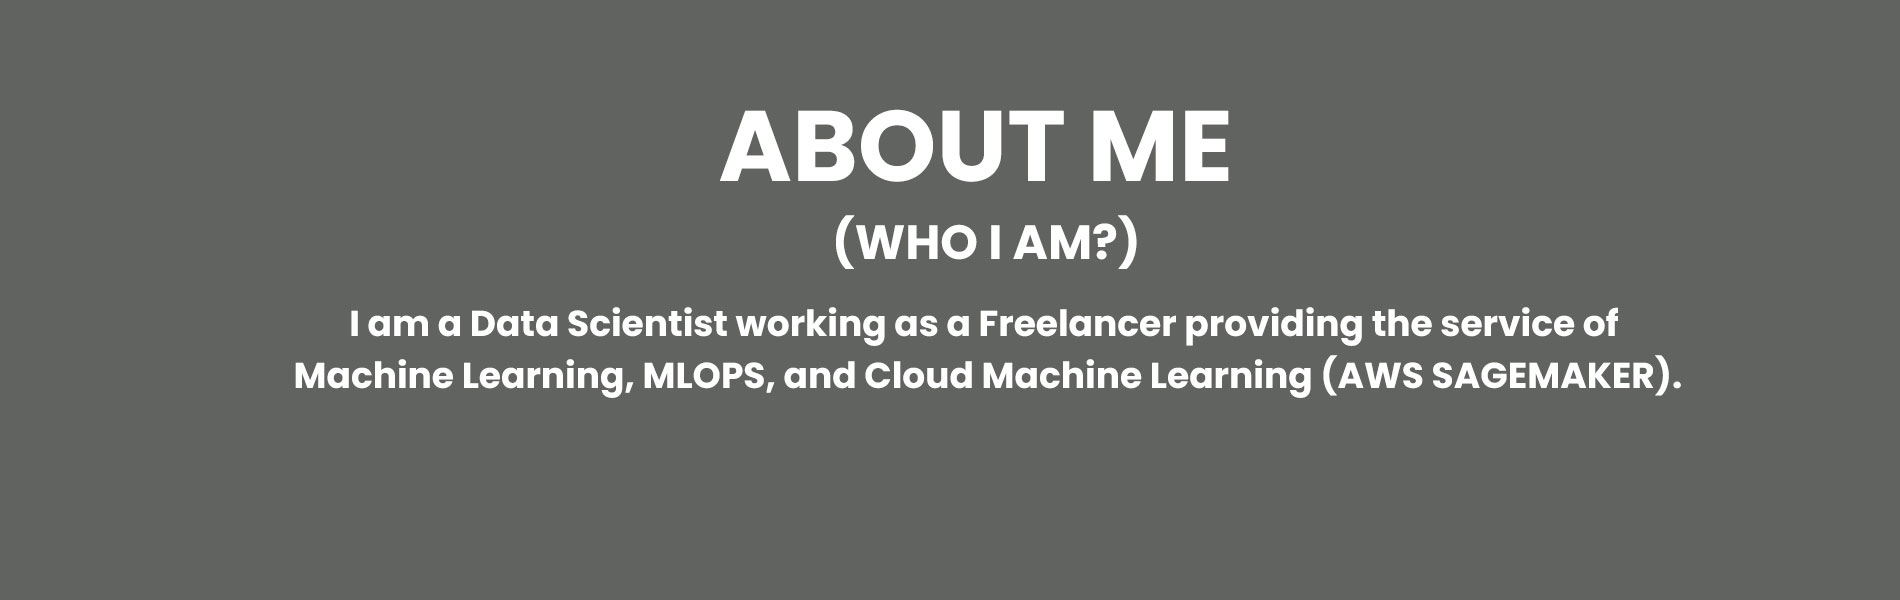 ABOUT ME
(WHO I AM?)
I am a Data Scientist working as a Freelancer providing the service of
Machine Learning, MLOPS, and Cloud Machine Learning (AWS SAGEMAKER).